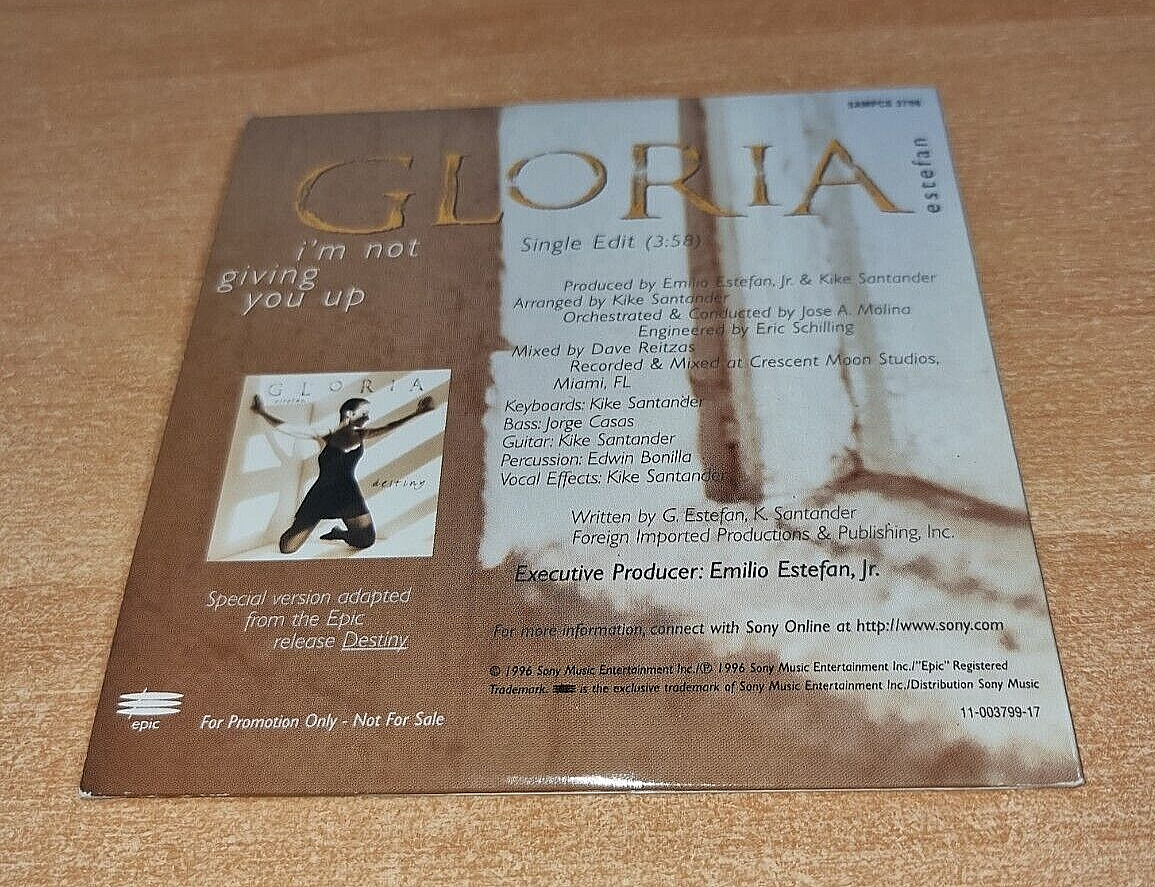 GLORIA
estefan
i'm not
giving
you up
Single Edit (3:58)
Produced by Emilio Estefan, Jr. & Kike Santander
Arranged by Kike Santander
Orchestrated & Conducted by Jose A. Molina
Engineered by Eric Schilling
Mixed by Dave Reitzas
Recorded & Mixed at Crescent Moon Studios,
Miami, FL
Keyboards: Kike Santander
Bass: Jorge Casas
Guitar: Kike Santander
Percussion: Edwin Bonilla
Vocal Effects: Kike Santander
Written by G. Estefan, K. Santander
Foreign Imported Productions & Publishing, Inc.
Executive Producer: Emilio Estefan, Jr.
GLORIA
estefan
destiny
Special version adapted
from the Epic
release Destiny
For more information, connect with Sony Online at http://www.sony.com
© 1996 Sony Music Entertainment Inc./℗ 1996 Sony Music Entertainment Inc./"Epic" Registered
Trademark. is the exclusive trademark of Sony Music Entertainment Inc./Distribution Sony Music
11-003799-17
epic
For Promotion Only - Not For Sale